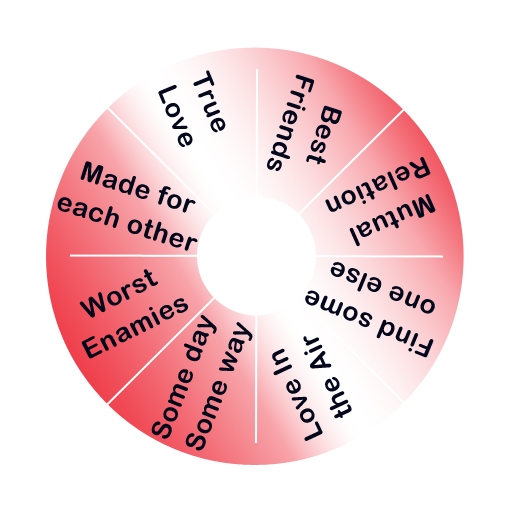 True
Love
Best
Friends
Mutual
Relation
Find some
one else
Love In
the Air
Some day
Some way
Worst
Enamies
Made for
each other